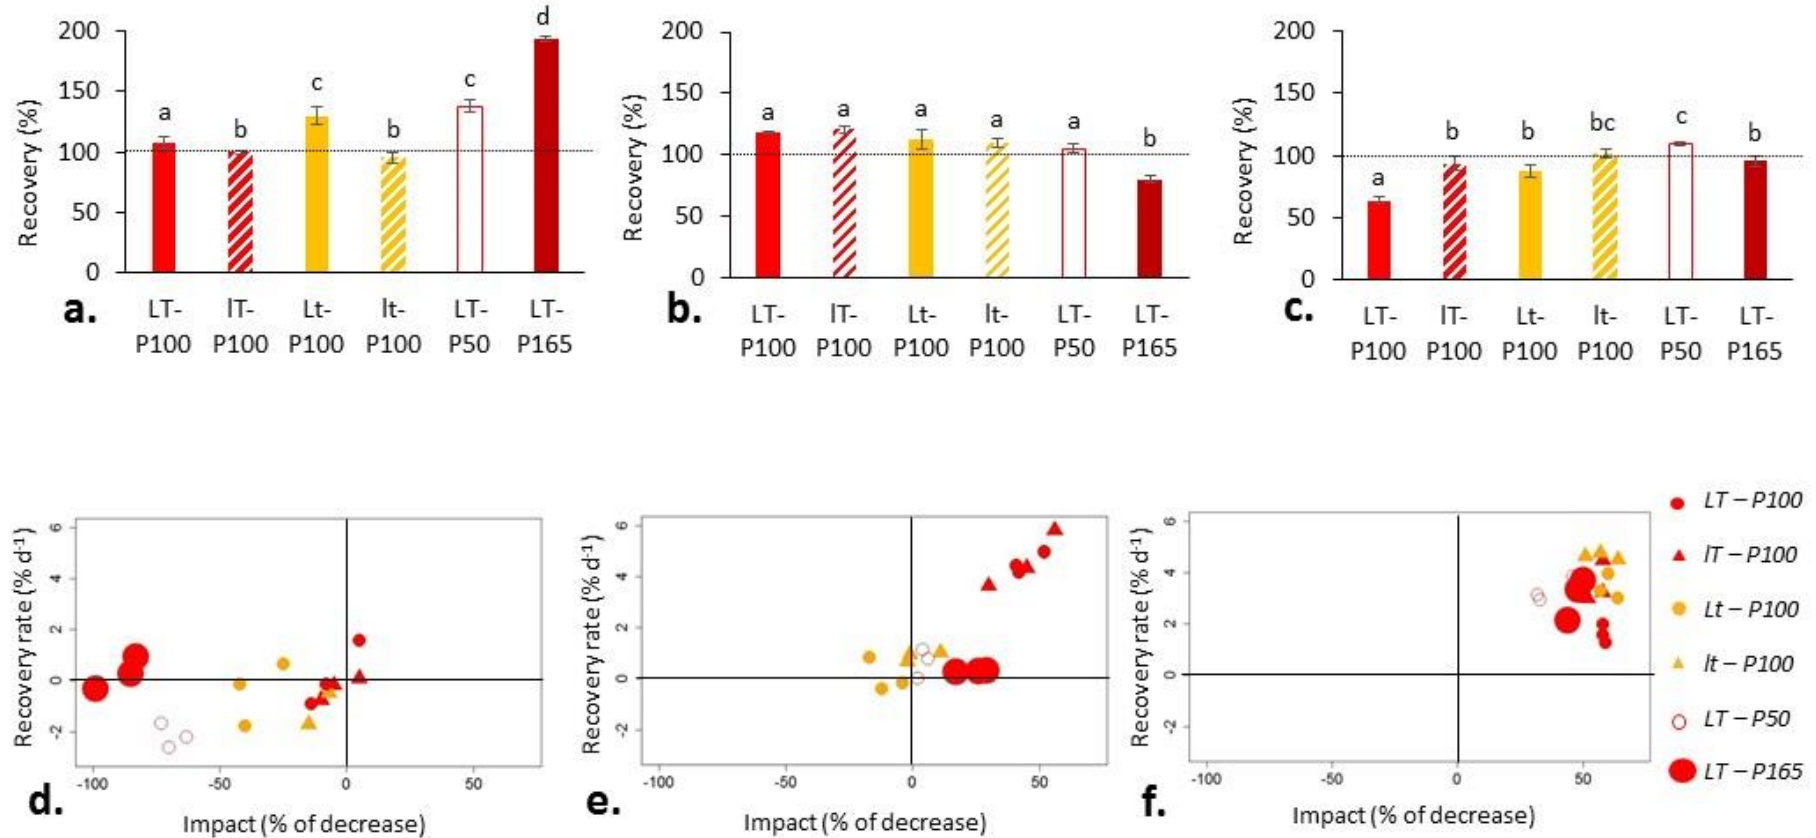 Recovery (%)
200
150
100
50
0
a
b
c
b
c
d
a.
LT-
P100
lT-
P100
Lt-
P100
lt-
P100
LT-
P50
LT-
P165
Recovery (%)
200
150
100
50
0
a
a
a
a
a
b
b.
LT-
P100
lT-
P100
Lt-
P100
lt-
P100
LT-
P50
LT-
P165
Recovery (%)
200
150
100
50
0
a
b
b
bc
c
b
c.
LT-
P100
lT-
P100
Lt-
P100
lt-
P100
LT-
P50
LT-
P165
Recovery rate (% d-1)
6
4
2
0
-2
-100
-50
0
50
d.
Impact (% of decrease)
Recovery rate (% d-1)
6
4
2
0
-2
-100
-50
0
50
e.
Impact (% of decrease)
Recovery rate (% d-1)
6
4
2
0
-2
-100
-50
0
50
f.
Impact (% of decrease)
LT – P100
lT – P100
Lt – P100
lt – P100
LT – P50
LT – P165